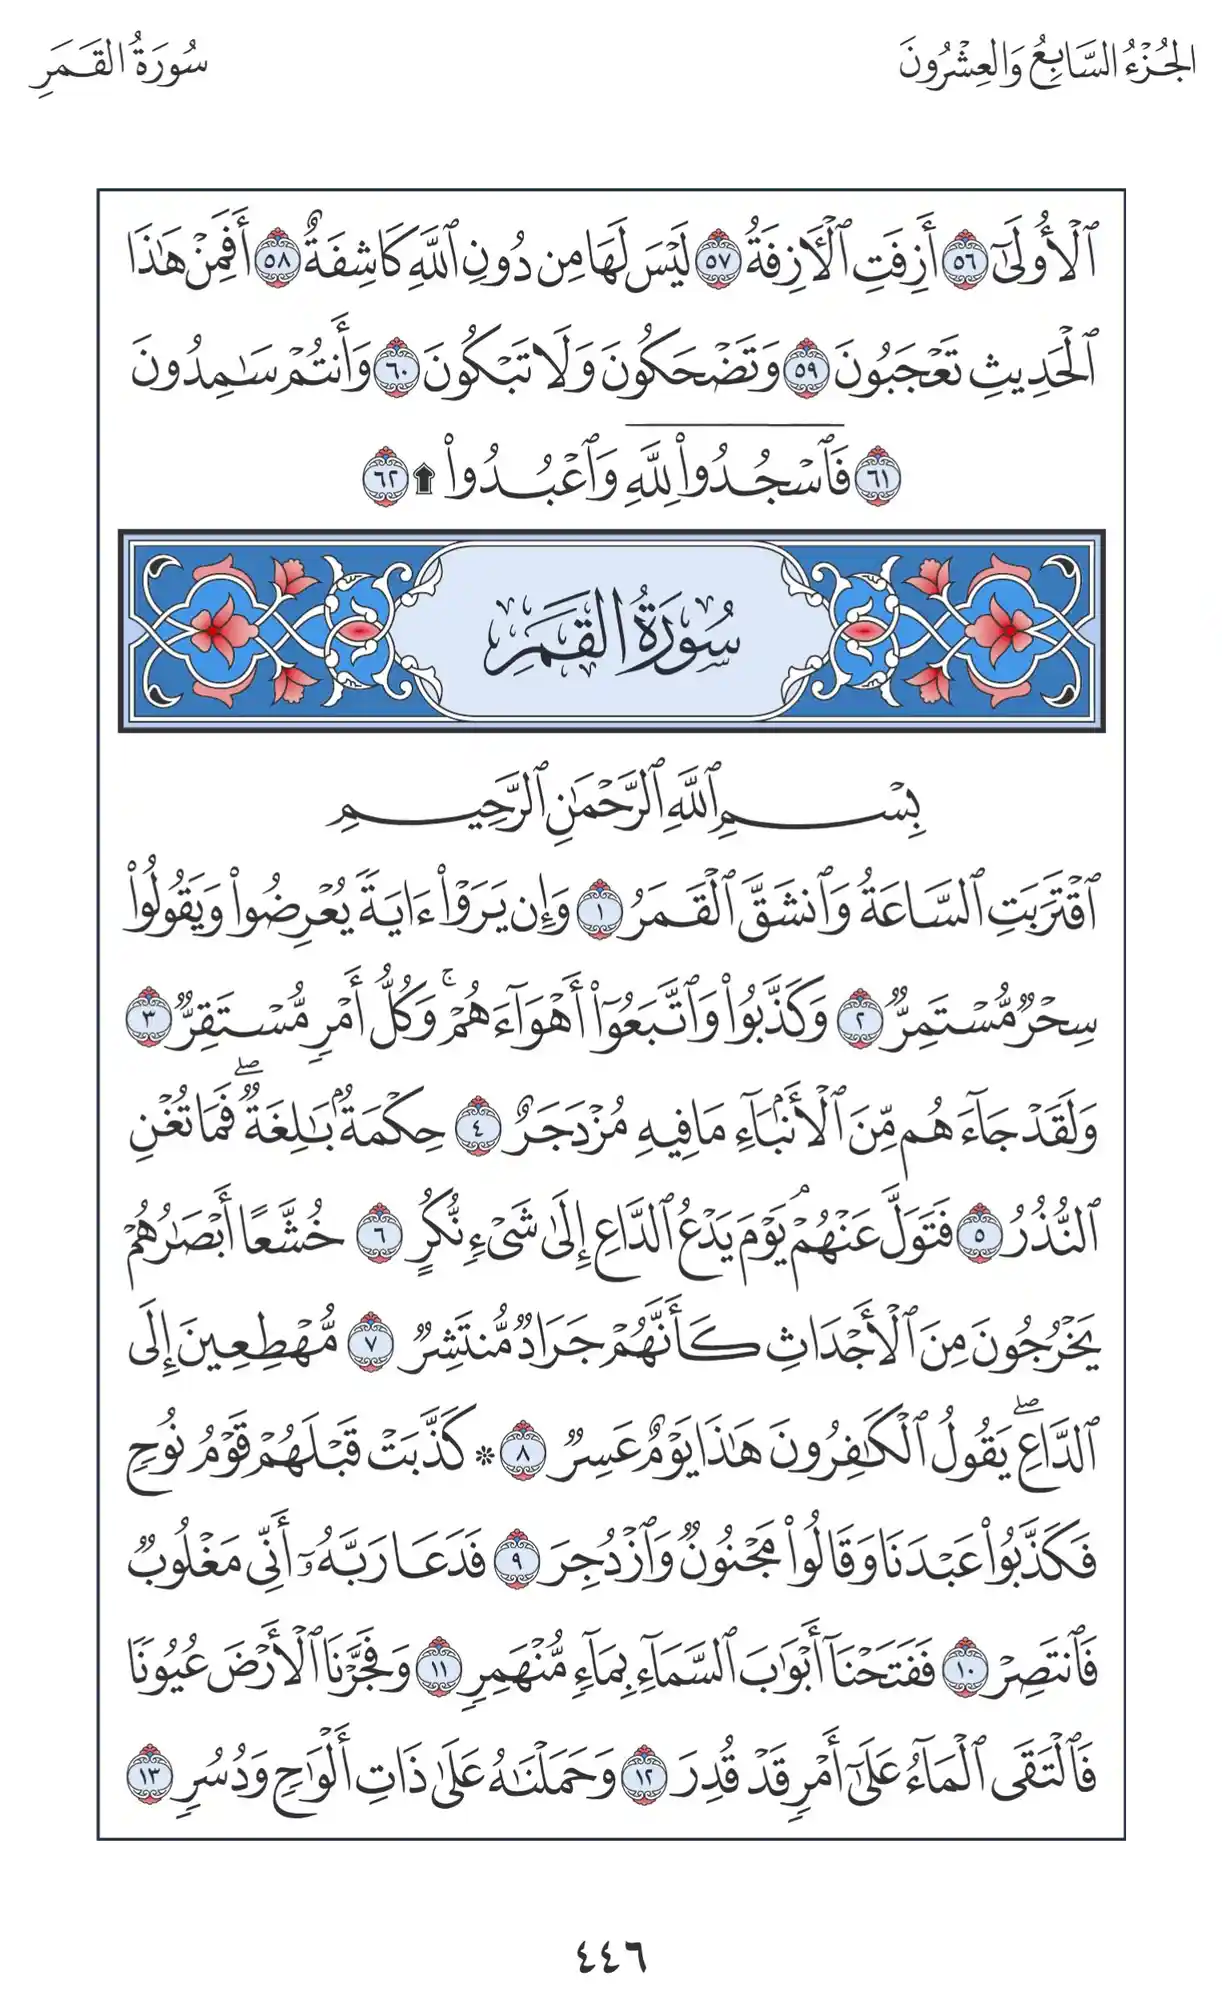 الجُزْءُ السَّابِعُ وَالعِشْرُونَ
سُورَةُ القَمَرِ
ٱلْأُولَىٰٓ ٥٦ أَزِفَتِ ٱلْأٓزِفَةُ ٥٧ لَيْسَ لَهَا مِن دُونِ ٱللَّهِ كَاشِفَةٌ ٥٨ أَفَمِنْ هَٰذَا
ٱلْحَدِيثِ تَعْجَبُونَ ٥٩ وَتَضْحَكُونَ وَلَا تَبْكُونَ ٦٠ وَأَنتُمْ سَٰمِدُونَ
٦١ فَٱسْجُدُوا۟ لِلَّهِ وَٱعْبُدُوا۟ ۩ ٦٢
سُورَةُ القَمَرِ
بِسْمِ ٱللَّهِ ٱلرَّحْمَٰنِ ٱلرَّحِيمِ
ٱقْتَرَبَتِ ٱلسَّاعَةُ وَٱنشَقَّ ٱلْقَمَرُ ١ وَإِن يَرَوْا۟ ءَايَةً يُعْرِضُوا۟ وَيَقُولُوا۟
سِحْرٌ مُّسْتَمِرٌّ ٢ وَكَذَّبُوا۟ وَٱتَّبَعُوٓا۟ أَهْوَآءَهُمْ ۚ وَكُلُّ أَمْرٍ مُّسْتَقِرٌّ ٣
وَلَقَدْ جَآءَهُم مِّنَ ٱلْأَنۢبَآءِ مَا فِيهِ مُزْدَجَرٌ ٤ حِكْمَةٌۢ بَٰلِغَةٌ ۖ فَمَا تُغْنِ
ٱلنُّذُرُ ٥ فَتَوَلَّ عَنْهُمْ ۘ يَوْمَ يَدْعُ ٱلدَّاعِ إِلَىٰ شَىْءٍ نُّكُرٍ ٦ خُشَّعًا أَبْصَٰرُهُمْ
يَخْرُجُونَ مِنَ ٱلْأَجْدَاثِ كَأَنَّهُمْ جَرَادٌ مُّنتَشِرٌ ٧ مُّهْطِعِينَ إِلَى
ٱلدَّاعِ ۖ يَقُولُ ٱلْكَٰفِرُونَ هَٰذَا يَوْمٌ عَسِرٌ ٨ * كَذَّبَتْ قَبْلَهُمْ قَوْمُ نُوحٍ
فَكَذَّبُوا۟ عَبْدَنَا وَقَالُوا۟ مَجْنُونٌ وَٱزْدُجِرَ ٩ فَدَعَا رَبَّهُۥٓ أَنِّى مَغْلُوبٌ
فَٱنتَصِرْ ١٠ فَفَتَحْنَآ أَبْوَٰبَ ٱلسَّمَآءِ بِمَآءٍ مُّنْهَمِرٍ ١١ وَفَجَّرْنَا ٱلْأَرْضَ عُيُونًا
فَٱلْتَقَى ٱلْمَآءُ عَلَىٰٓ أَمْرٍ قَدْ قُدِرَ ١٢ وَحَمَلْنَٰهُ عَلَىٰ ذَاتِ أَلْوَٰحٍ وَدُسُرٍ ١٣
٤٤٦